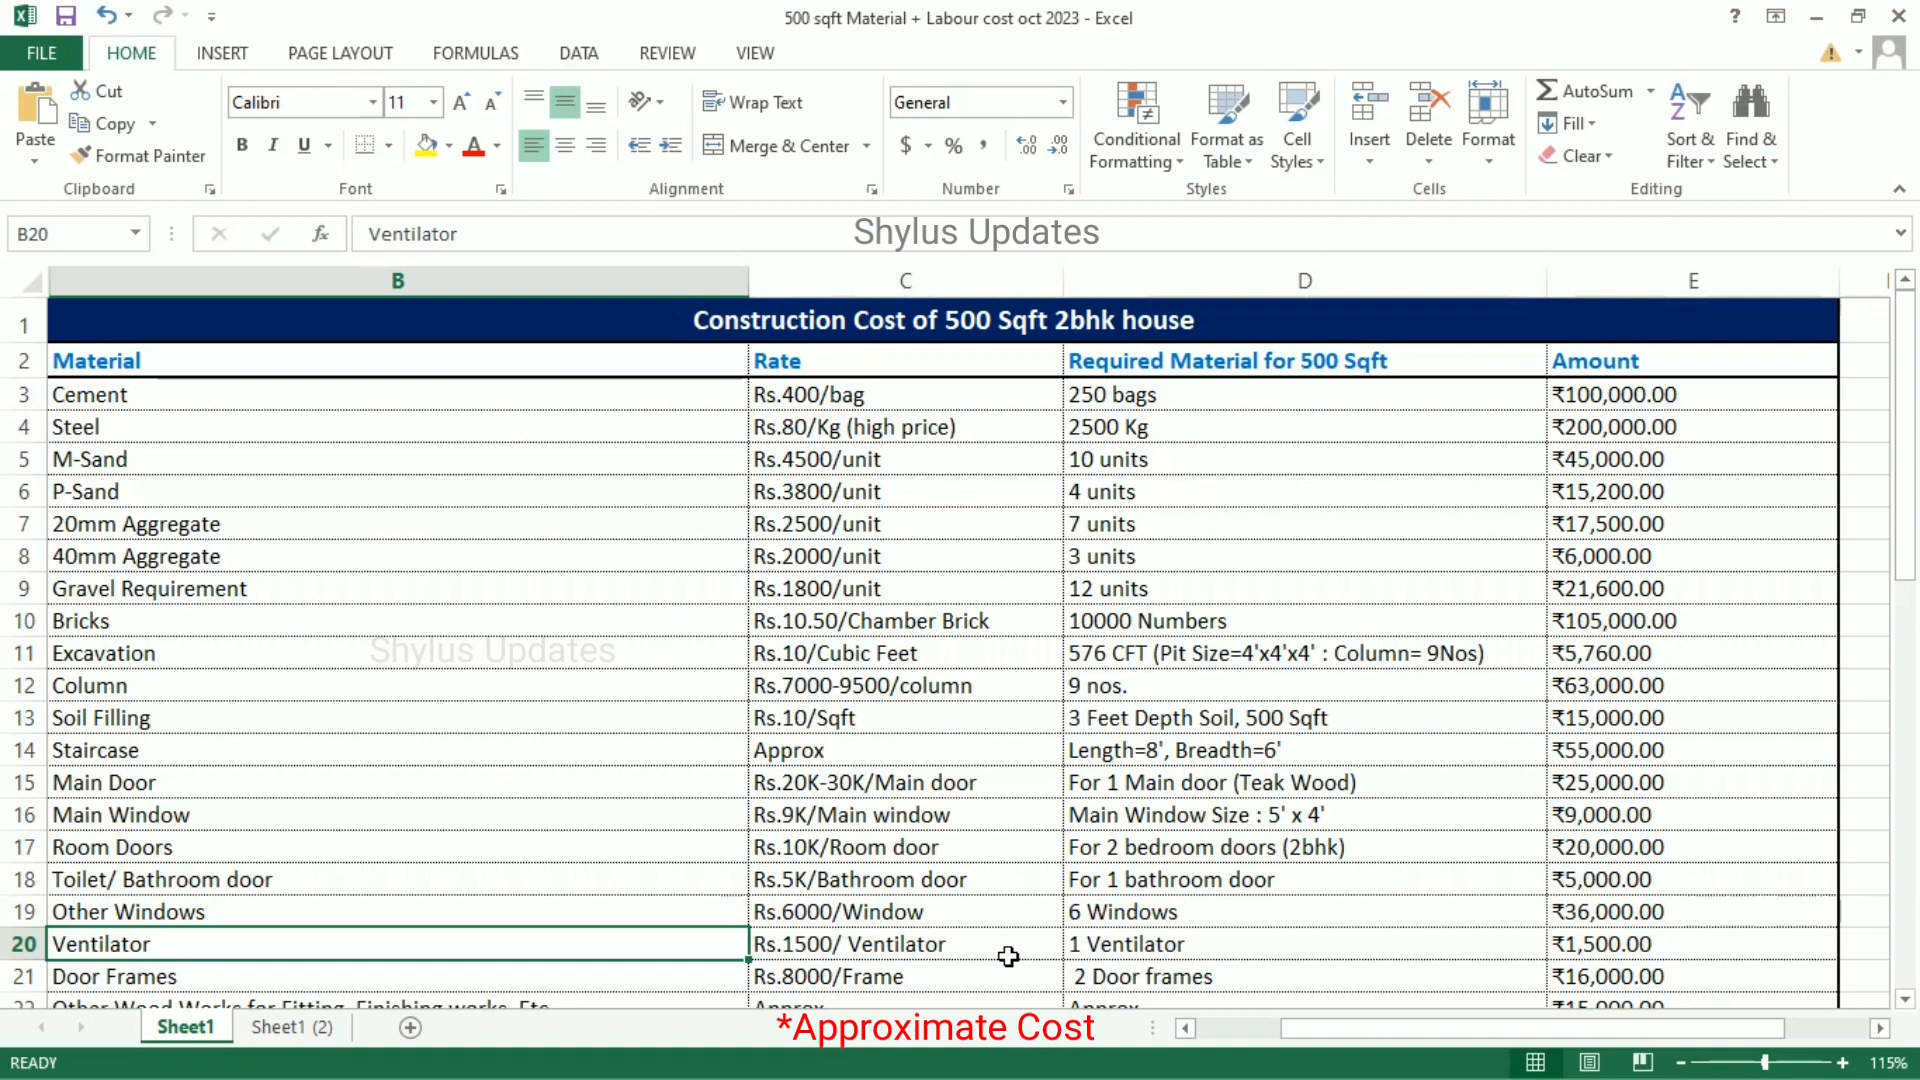 500 sqft Material + Labour cost oct 2023 - Excel
FILE HOME INSERT PAGE LAYOUT FORMULAS DATA REVIEW VIEW
Paste Cut Copy Format Painter Clipboard
Calibri 11 B I U A Font
Wrap Text Merge & Center Alignment
General $ % Number
Conditional Formatting Format as Table Cell Styles Styles
Insert Delete Format Cells
AutoSum Fill Clear Sort & Filter Find & Select Editing
B20 fx Ventilator Shylus Updates
B C D E
1 Construction Cost of 500 Sqft 2bhk house
2 Material Rate Required Material for 500 Sqft Amount
3 Cement Rs.400/bag 250 bags ₹100,000.00
4 Steel Rs.80/Kg (high price) 2500 Kg ₹200,000.00
5 M-Sand Rs.4500/unit 10 units ₹45,000.00
6 P-Sand Rs.3800/unit 4 units ₹15,200.00
7 20mm Aggregate Rs.2500/unit 7 units ₹17,500.00
8 40mm Aggregate Rs.2000/unit 3 units ₹6,000.00
9 Gravel Requirement Rs.1800/unit 12 units ₹21,600.00
10 Bricks Rs.10.50/Chamber Brick 10000 Numbers ₹105,000.00
Shylus Updates
11 Excavation Rs.10/Cubic Feet 576 CFT (Pit Size=4'x4'x4' : Column= 9Nos) ₹5,760.00
12 Column Rs.7000-9500/column 9 nos. ₹63,000.00
13 Soil Filling Rs.10/Sqft 3 Feet Depth Soil, 500 Sqft ₹15,000.00
14 Staircase Approx Length=8', Breadth=6' ₹55,000.00
15 Main Door Rs.20K-30K/Main door For 1 Main door (Teak Wood) ₹25,000.00
16 Main Window Rs.9K/Main window Main Window Size : 5' x 4' ₹9,000.00
17 Room Doors Rs.10K/Room door For 2 bedroom doors (2bhk) ₹20,000.00
18 Toilet/ Bathroom door Rs.5K/Bathroom door For 1 bathroom door ₹5,000.00
19 Other Windows Rs.6000/Window 6 Windows ₹36,000.00
20 Ventilator Rs.1500/ Ventilator 1 Ventilator ₹1,500.00
21 Door Frames Rs.8000/Frame 2 Door frames ₹16,000.00
Sheet1 Sheet1 (2) *Approximate Cost
READY 115%